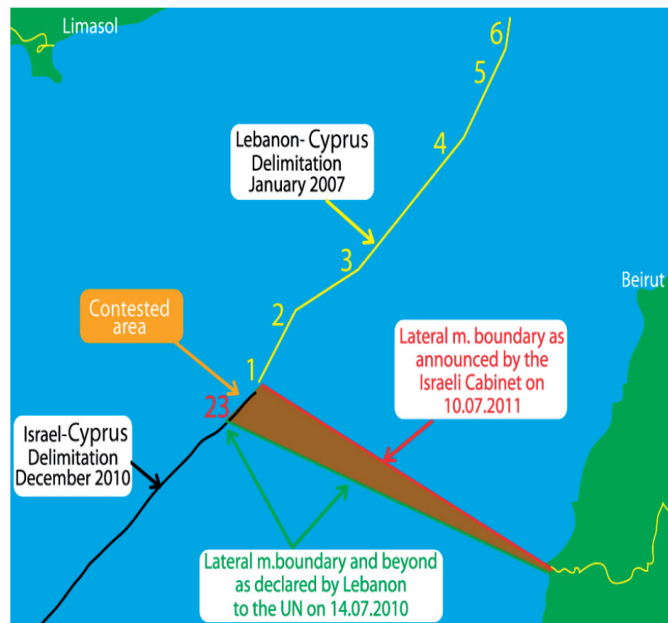 Limasol
6
5
4
Lebanon- Cyprus
Delimitation
January 2007
3
Beirut
Contested
area
2
Lateral m. boundary as
announced by the
Israeli Cabinet on
10.07.2011
1
23
Israel-Cyprus
Delimitation
December 2010
Lateral m.boundary and beyond
as declared by Lebanon
to the UN on 14.07.2010